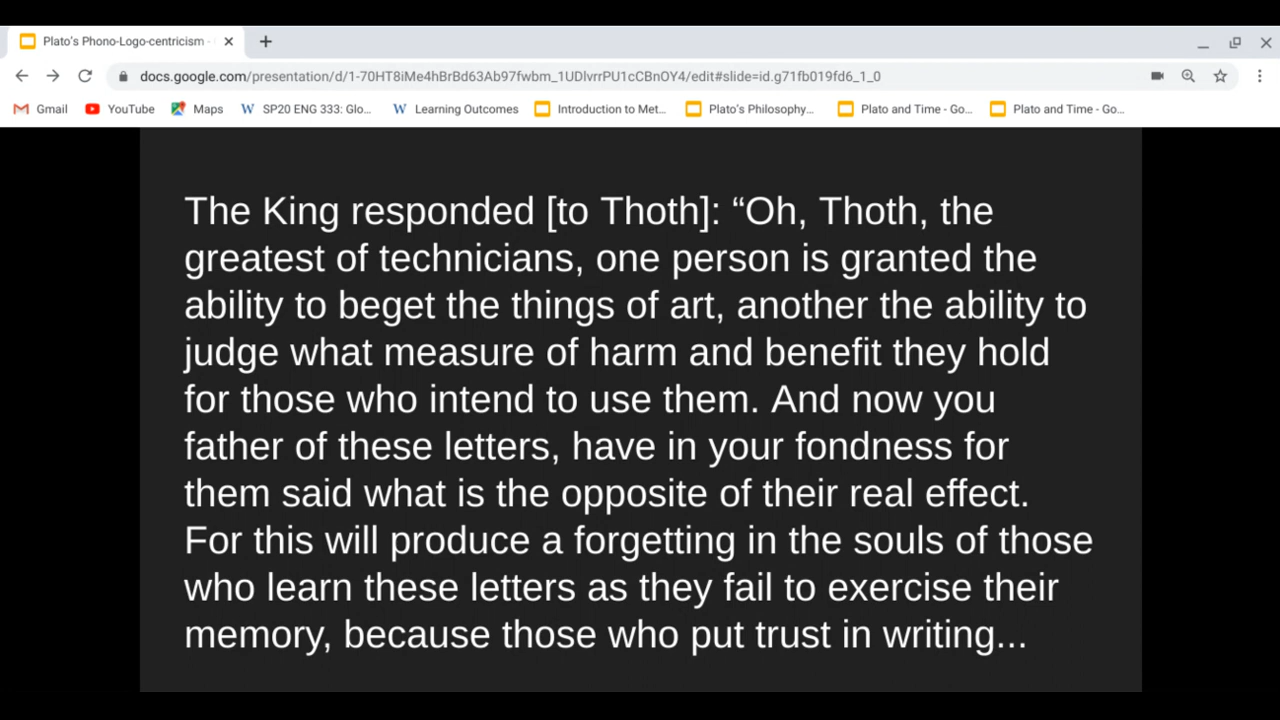 Plato's Phono-Logo-centricism -
docs.google.com/presentation/d/1-70HT8iMe4hBrBd63Ab97fwbm_1UDlvrrPU1cCBnOY4/edit#slide=id.g71fb019fd6_1_0
Gmail YouTube Maps SP20 ENG 333: Glo... Learning Outcomes Introduction to Met... Plato's Philosophy... Plato and Time - Go... Plato and Time - Go...
The King responded [to Thoth]: “Oh, Thoth, the
greatest of technicians, one person is granted the
ability to beget the things of art, another the ability to
judge what measure of harm and benefit they hold
for those who intend to use them. And now you
father of these letters, have in your fondness for
them said what is the opposite of their real effect.
For this will produce a forgetting in the souls of those
who learn these letters as they fail to exercise their
memory, because those who put trust in writing...